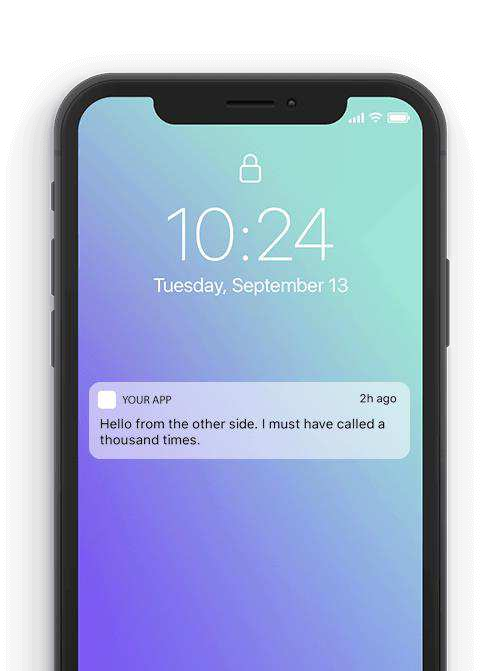 10:24
Tuesday, September 13
YOUR APP 2h ago
Hello from the other side. I must have called a
thousand times.